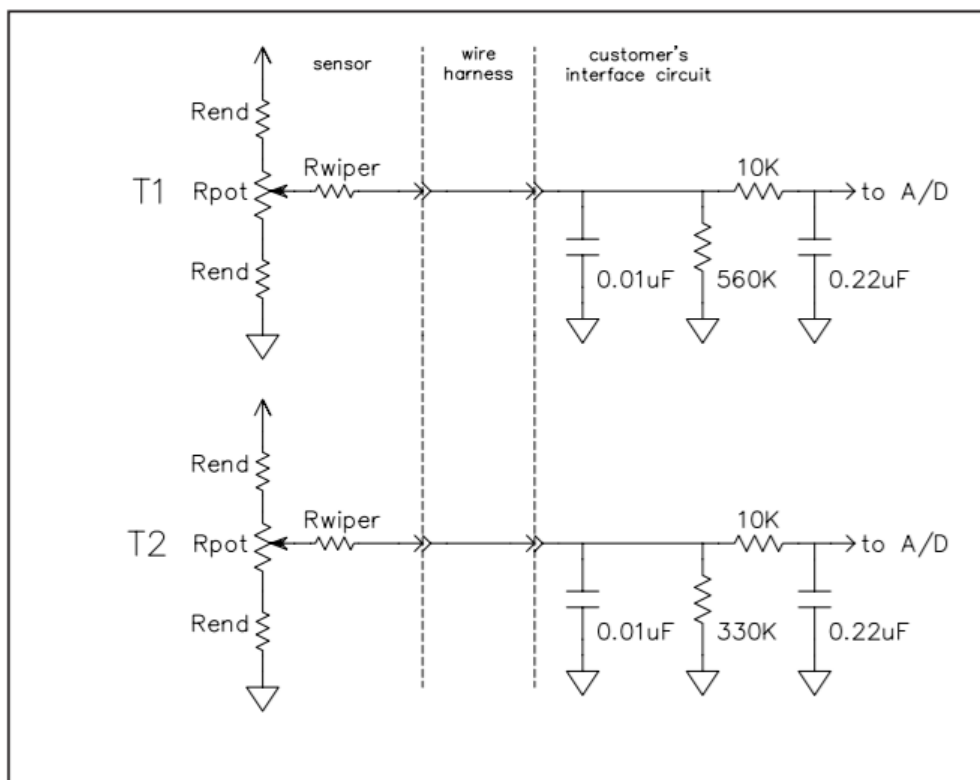 sensor
wire
harness
customer's
interface circuit
Rend
T1
Rpot
Rwiper
10K
to A/D
Rend
0.01uF
560K
0.22uF
Rend
T2
Rpot
Rwiper
10K
to A/D
Rend
0.01uF
330K
0.22uF